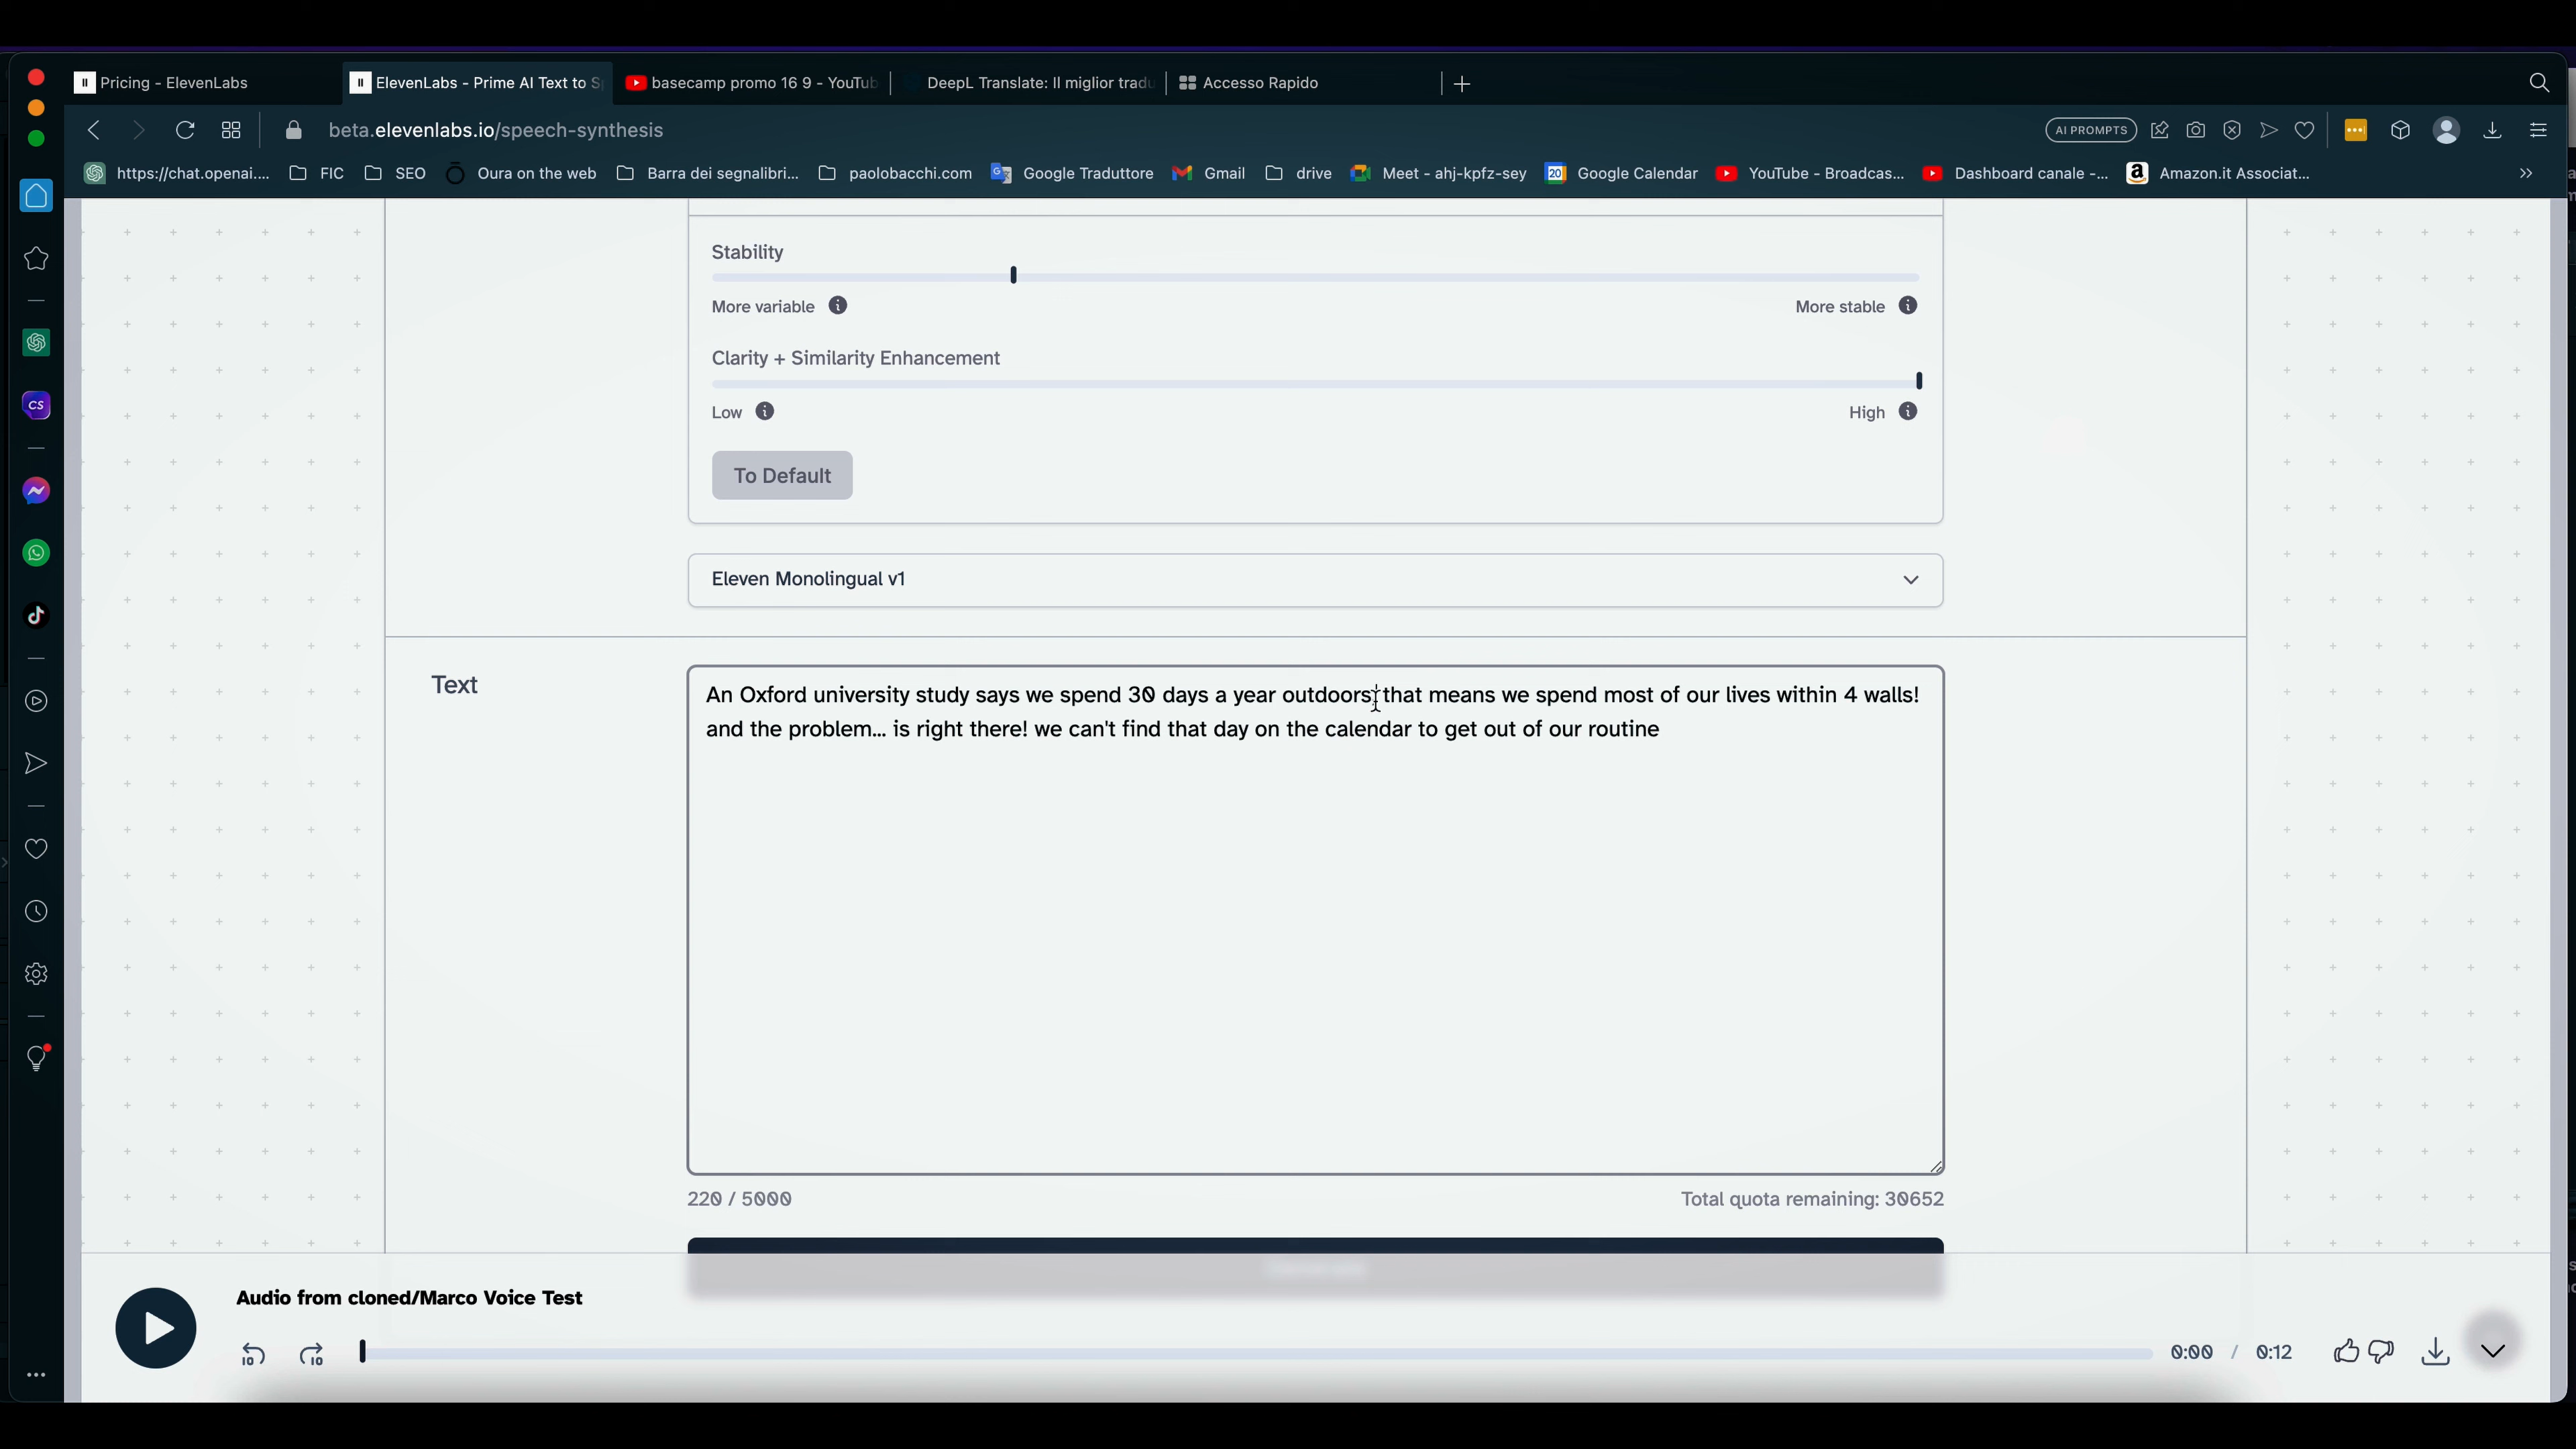 Pricing - ElevenLabs
ElevenLabs - Prime AI Text to S
basecamp promo 16 9 - YouTub
DeepL Translate: Il miglior tradu
Accesso Rapido
beta.elevenlabs.io/speech-synthesis
AI PROMPTS
https://chat.openai....
FIC
SEO
Oura on the web
Barra dei segnalibri...
paolobacchi.com
Google Traduttore
Gmail
drive
Meet - ahj-kpfz-sey
20
Google Calendar
YouTube - Broadcas...
Dashboard canale -...
Amazon.it Associat...
CS
Stability
More variable
More stable
Clarity + Similarity Enhancement
Low
High
To Default
Eleven Monolingual v1
Text
An Oxford university study says we spend 30 days a year outdoors that means we spend most of our lives within 4 walls!
and the problem... is right there! we can't find that day on the calendar to get out of our routine
220 / 5000
Total quota remaining: 30652
Audio from cloned/Marco Voice Test
10
10
0:00 / 0:12